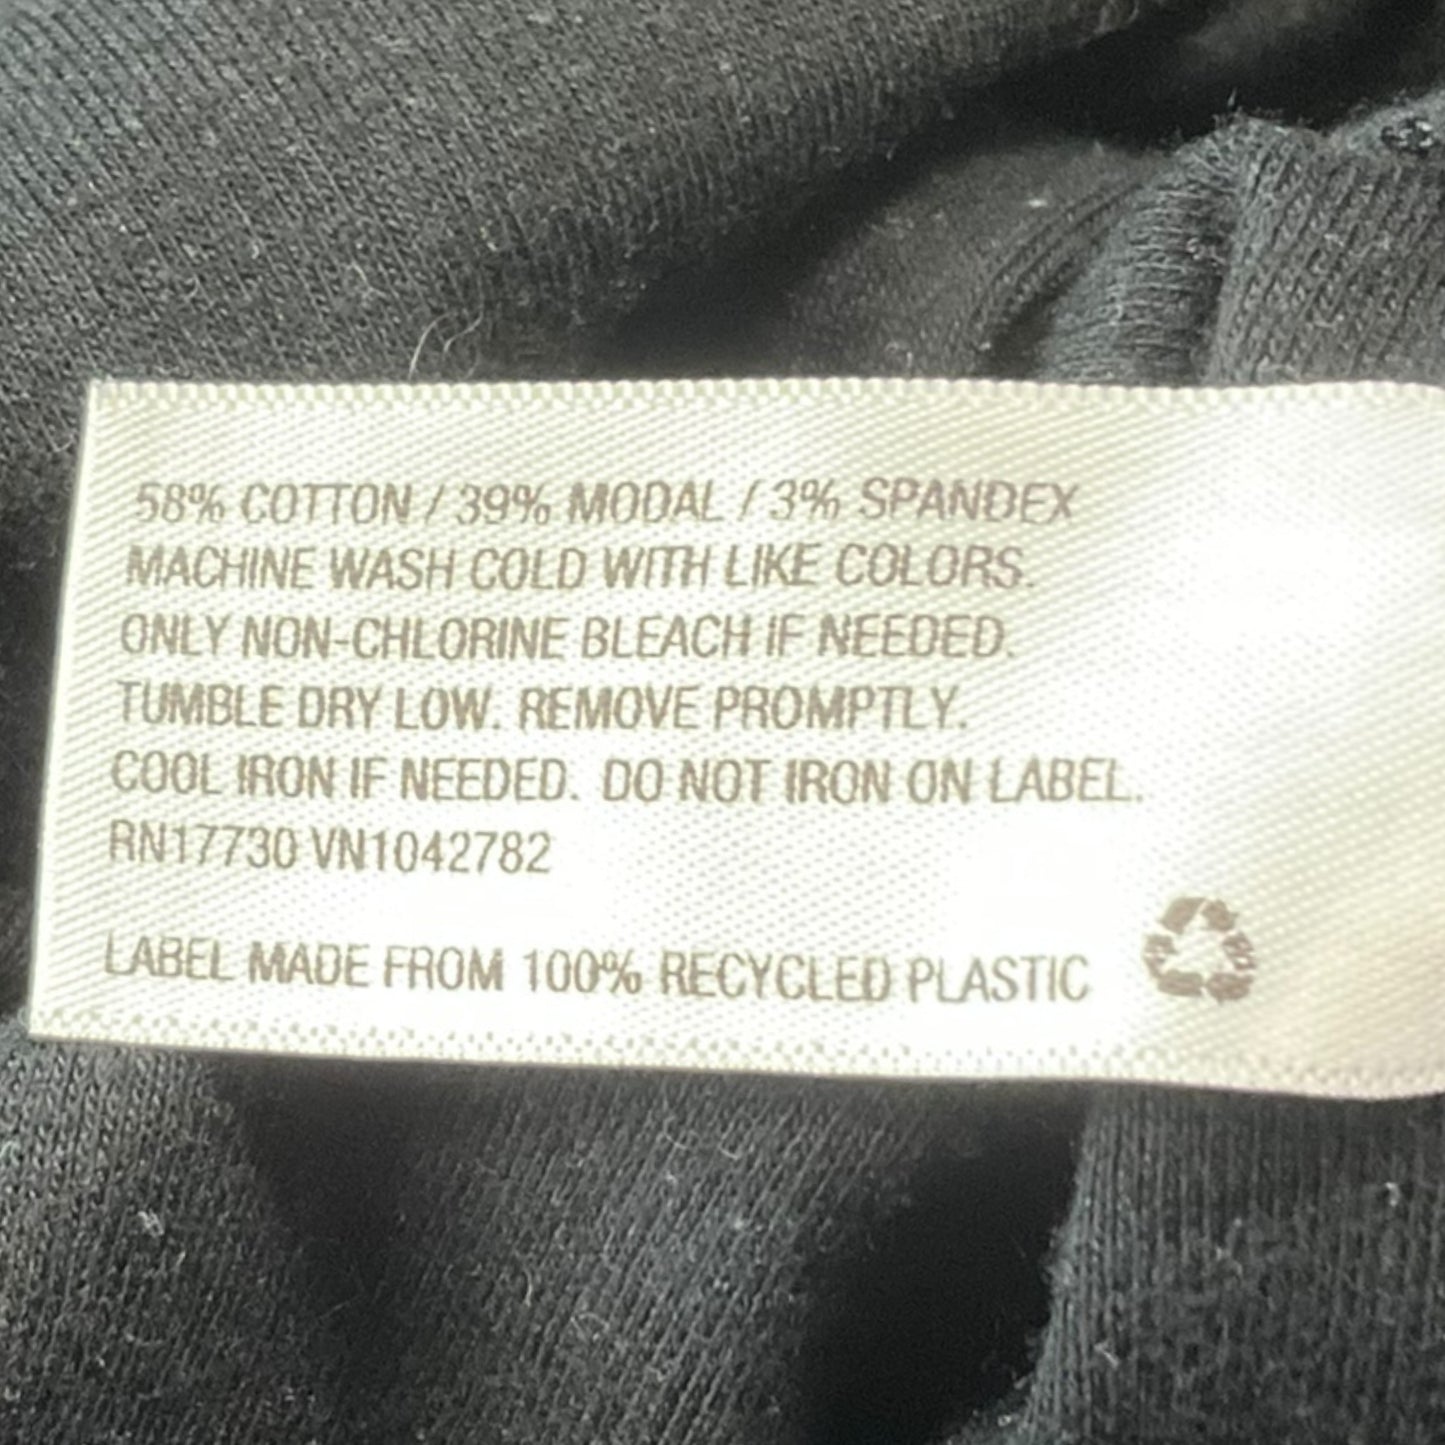 58% COTTON / 39% MODAL / 3% SPANDEX
MACHINE WASH COLD WITH LIKE COLORS.
ONLY NON-CHLORINE BLEACH IF NEEDED.
TUMBLE DRY LOW. REMOVE PROMPTLY.
COOL IRON IF NEEDED. DO NOT IRON ON LABEL.
RN17730 VN1042782
LABEL MADE FROM 100% RECYCLED PLASTIC